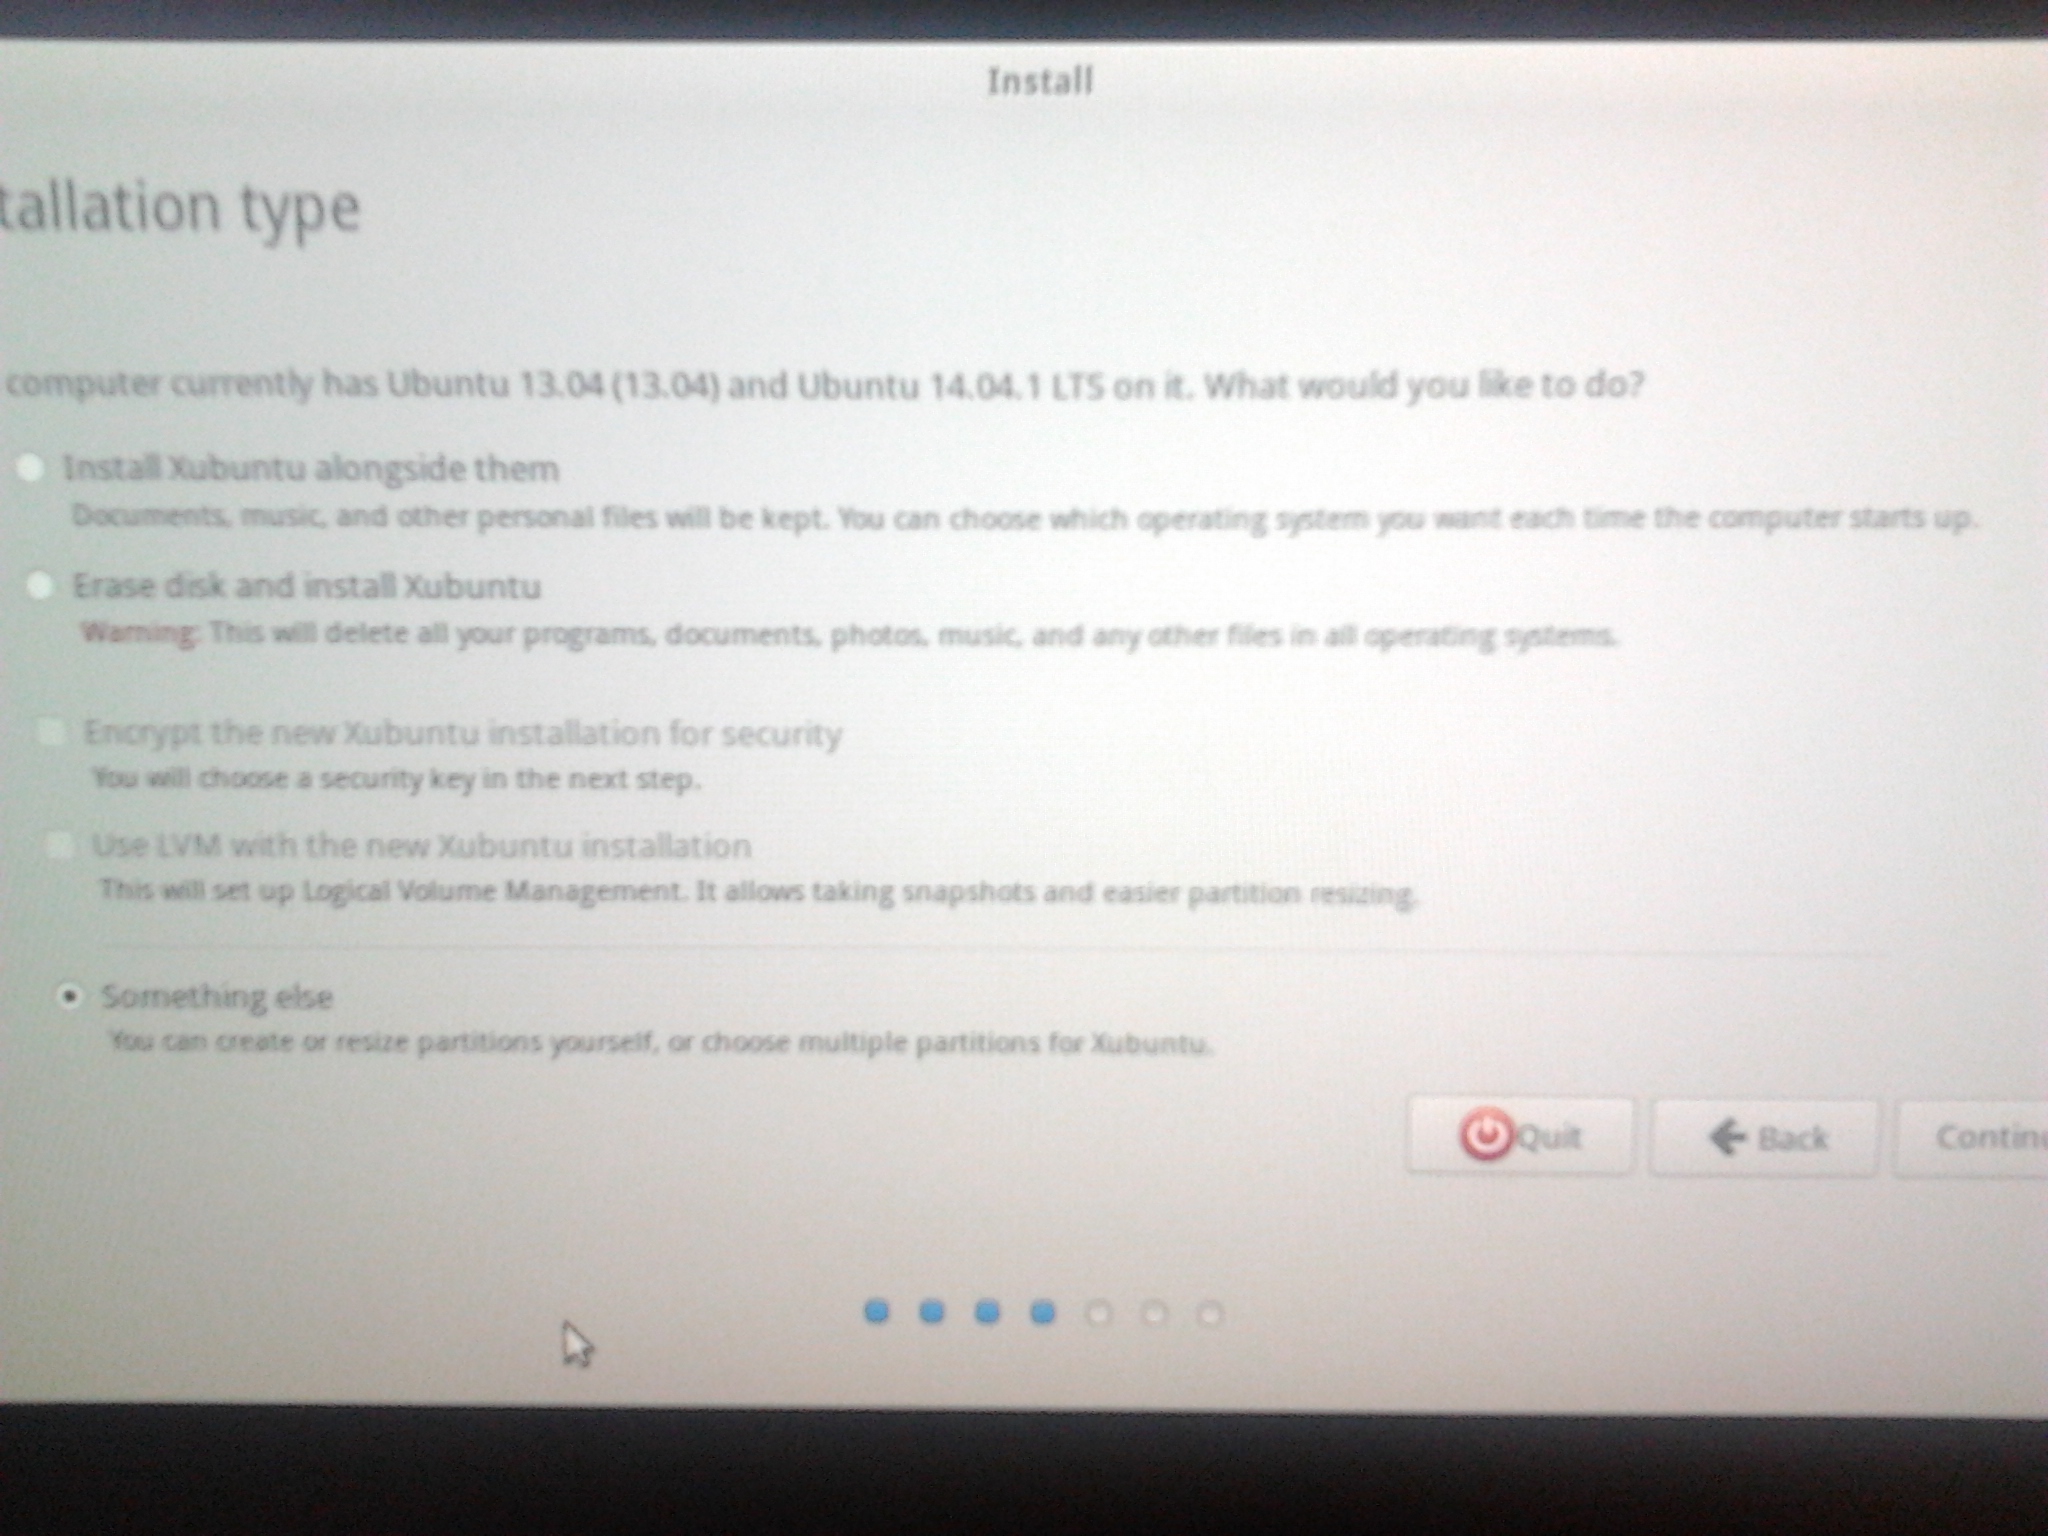 Install
tallation type
computer currently has Ubuntu 13.04 (13.04) and Ubuntu 14.04.1 LTS on it. What would you like to do?
Install Xubuntu alongside them
Documents, music, and other personal files will be kept. You can choose which operating system you want each time the computer starts up.
Erase disk and install Xubuntu
Warning: This will delete all your programs, documents, photos, music, and any other files in all operating systems.
Encrypt the new Xubuntu installation for security
You will choose a security key in the next step.
Use LVM with the new Xubuntu installation
This will set up Logical Volume Management. It allows taking snapshots and easier partition resizing.
Something else
You can create or resize partitions yourself, or choose multiple partitions for Xubuntu.
Quit Back Contin